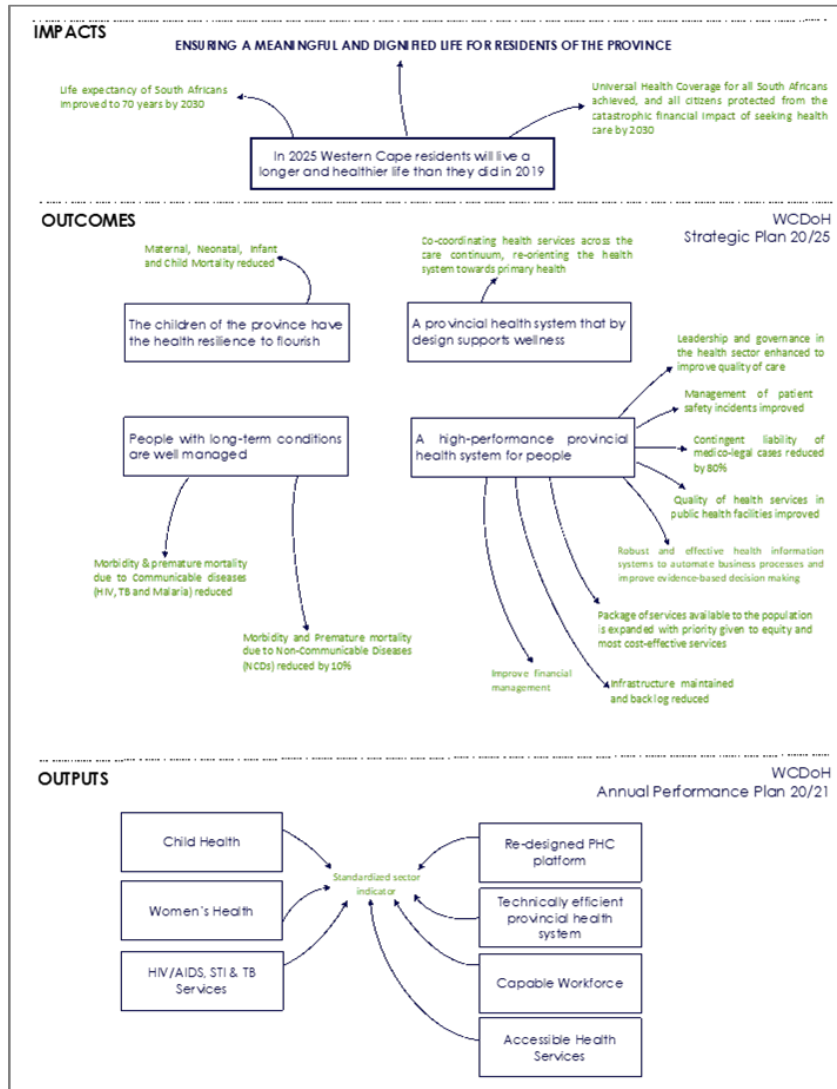 IMPACTS
ENSURING A MEANINGFUL AND DIGNIFIED LIFE FOR RESIDENTS OF THE PROVINCE
Life expectancy of South Africans
improved to 70 years by 2030
Universal Health Coverage for all South Africans
achieved, and all citizens protected from the
catastrophic financial impact of seeking health
care by 2030
In 2025 Western Cape residents will live a
longer and healthier life than they did in 2019
OUTCOMES
WCDoH
Strategic Plan 20/25
Maternal, Neonatal, Infant
and Child Mortality reduced
Co-coordinating health services across the
care continuum, re-orienting the health
system towards primary health
The children of the province have
the health resilience to flourish
A provincial health system that by
design supports wellness
Leadership and governance in
the health sector enhanced to
improve quality of care
Management of patient
safety incidents improved
People with long-term conditions
are well managed
A high-performance provincial
health system for people
Contingent liability of
medico-legal cases reduced
by 80%
Quality of health services in
public health facilities improved
Robust and effective health information
systems to automate business processes and
improve evidence-based decision making
Morbidity & premature mortality
due to Communicable diseases
(HIV, TB and Malaria) reduced
Package of services available to the population
is expanded with priority given to equity and
most cost-effective services
Morbidity and Premature mortality
due to Non-Communicable Diseases
(NCDs) reduced by 10%
Improve financial
management
Infrastructure maintained
and backlog reduced
OUTPUTS
WCDoH
Annual Performance Plan 20/21
Child Health
Women's Health
HIV/AIDS, STI & TB
Services
Standardized sector
indicator
Re-designed PHC
platform
Technically efficient
provincial health
system
Capable Workforce
Accessible Health
Services